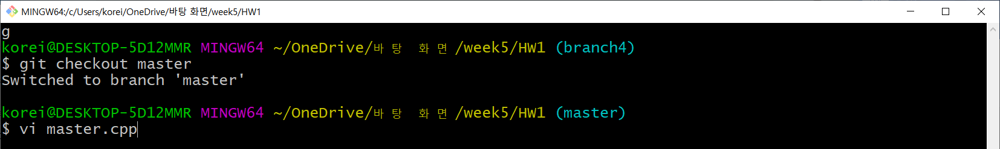 MINGW64:/c/Users/korei/OneDrive/바탕 화면/week5/HW1
g
korei@DESKTOP-5D12MMR MINGW64 ~/OneDrive/바탕 화면/week5/HW1 (branch4)
$ git checkout master
Switched to branch 'master'
korei@DESKTOP-5D12MMR MINGW64 ~/OneDrive/바탕 화면/week5/HW1 (master)
$ vi master.cpp